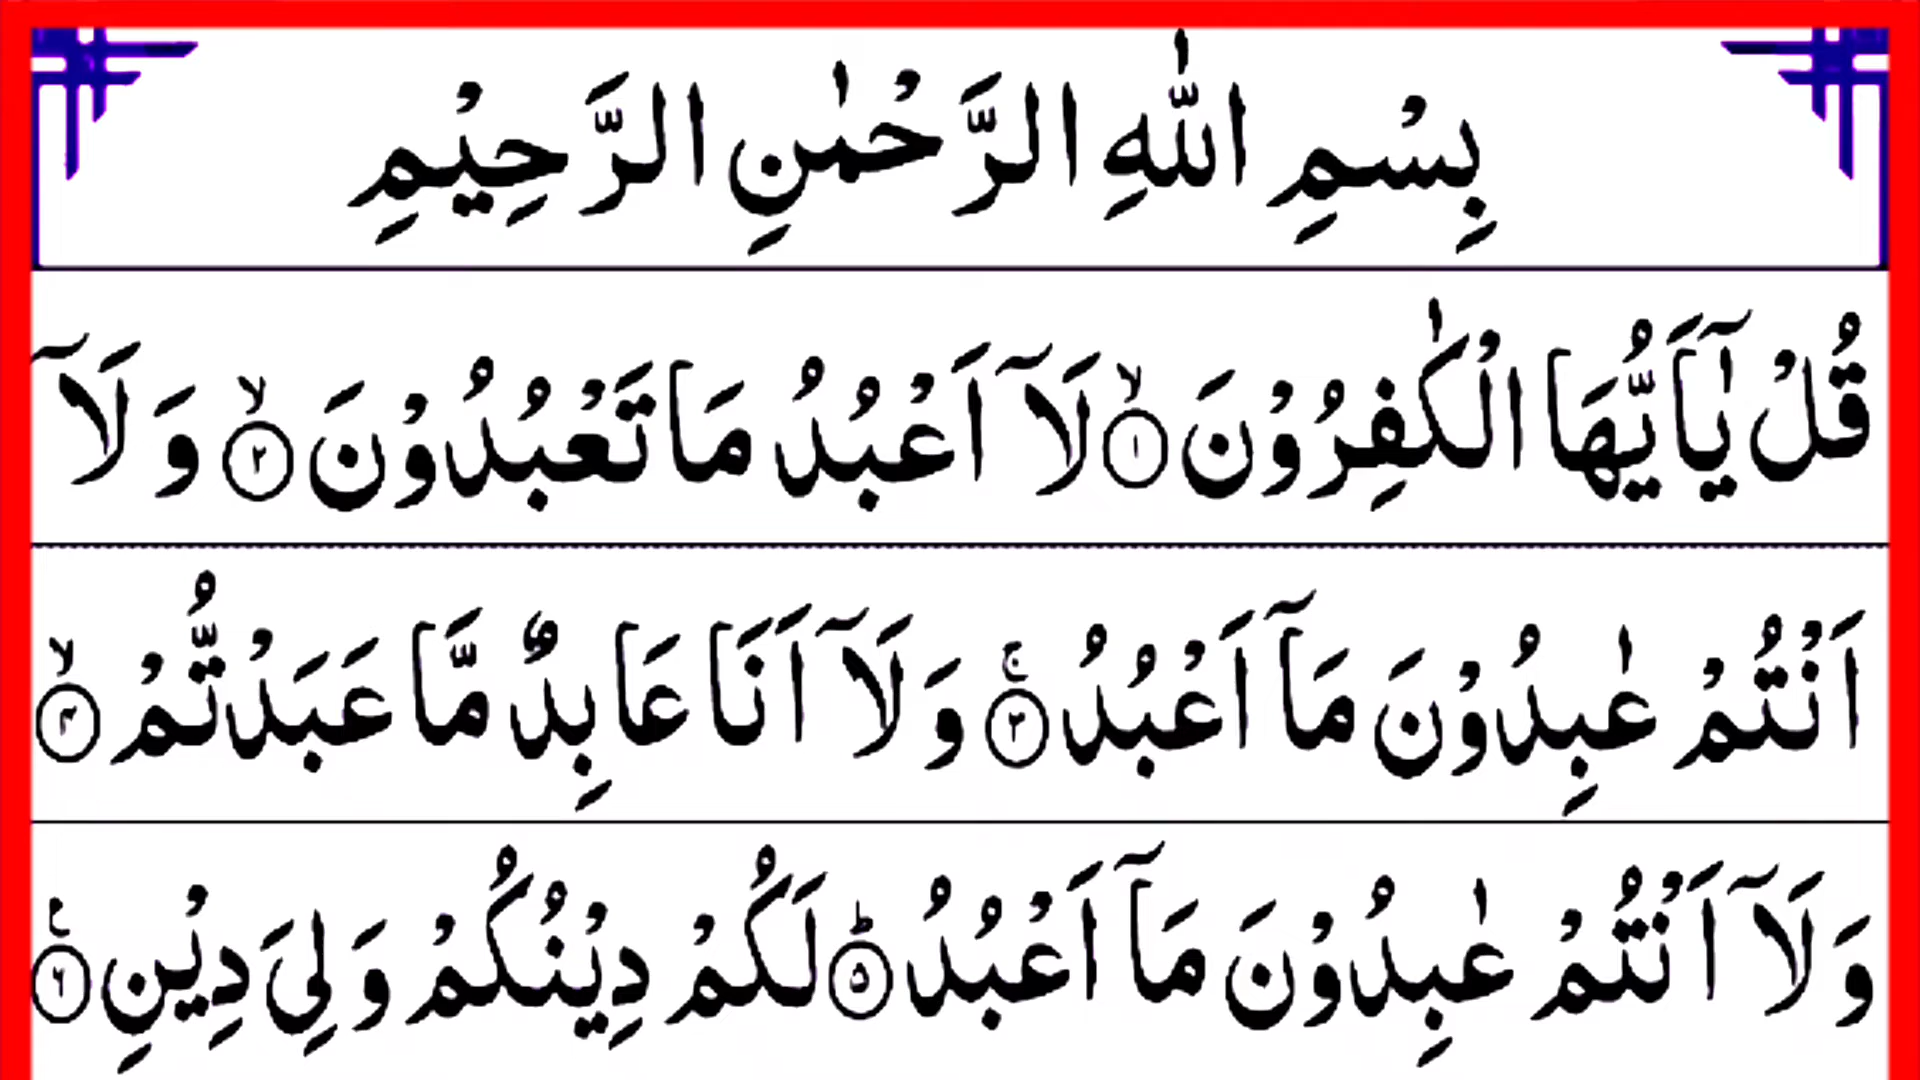 بِسْمِ اللّٰهِ الرَّحْمٰنِ الرَّحِيْمِ
قُلْ يٰٓاَيُّهَا الْكٰفِرُوْنَ ۙ‏﴿۱﴾ لَآ اَعْبُدُ مَا تَعْبُدُوْنَ ۙ‏﴿۲﴾ وَ لَآ
اَنْتُمْ عٰبِدُوْنَ مَآ اَعْبُدُ ۚ‏﴿۳﴾ وَ لَآ اَنَا عَابِدٌ مَّا عَبَدْتُّمْ ۙ‏﴿۴﴾
وَ لَآ اَنْتُمْ عٰبِدُوْنَ مَآ اَعْبُدُ ؕ‏﴿۵﴾ لَكُمْ دِيْنُكُمْ وَ لِىَ دِيْنِ ۚ‏﴿۶﴾